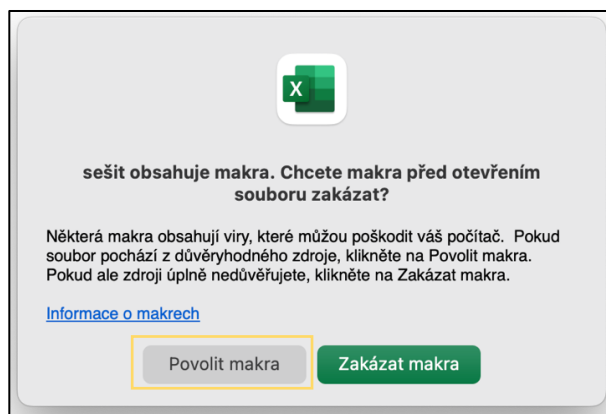 X
sešit obsahuje makra. Chcete makra před otevřením
souboru zakázat?
Některá makra obsahují viry, které můžou poškodit váš počítač.  Pokud
soubor pochází z důvěryhodného zdroje, klikněte na Povolit makra.
Pokud ale zdroji úplně nedůvěřujete, klikněte na Zakázat makra.
Informace o makrech
Povolit makra
Zakázat makra